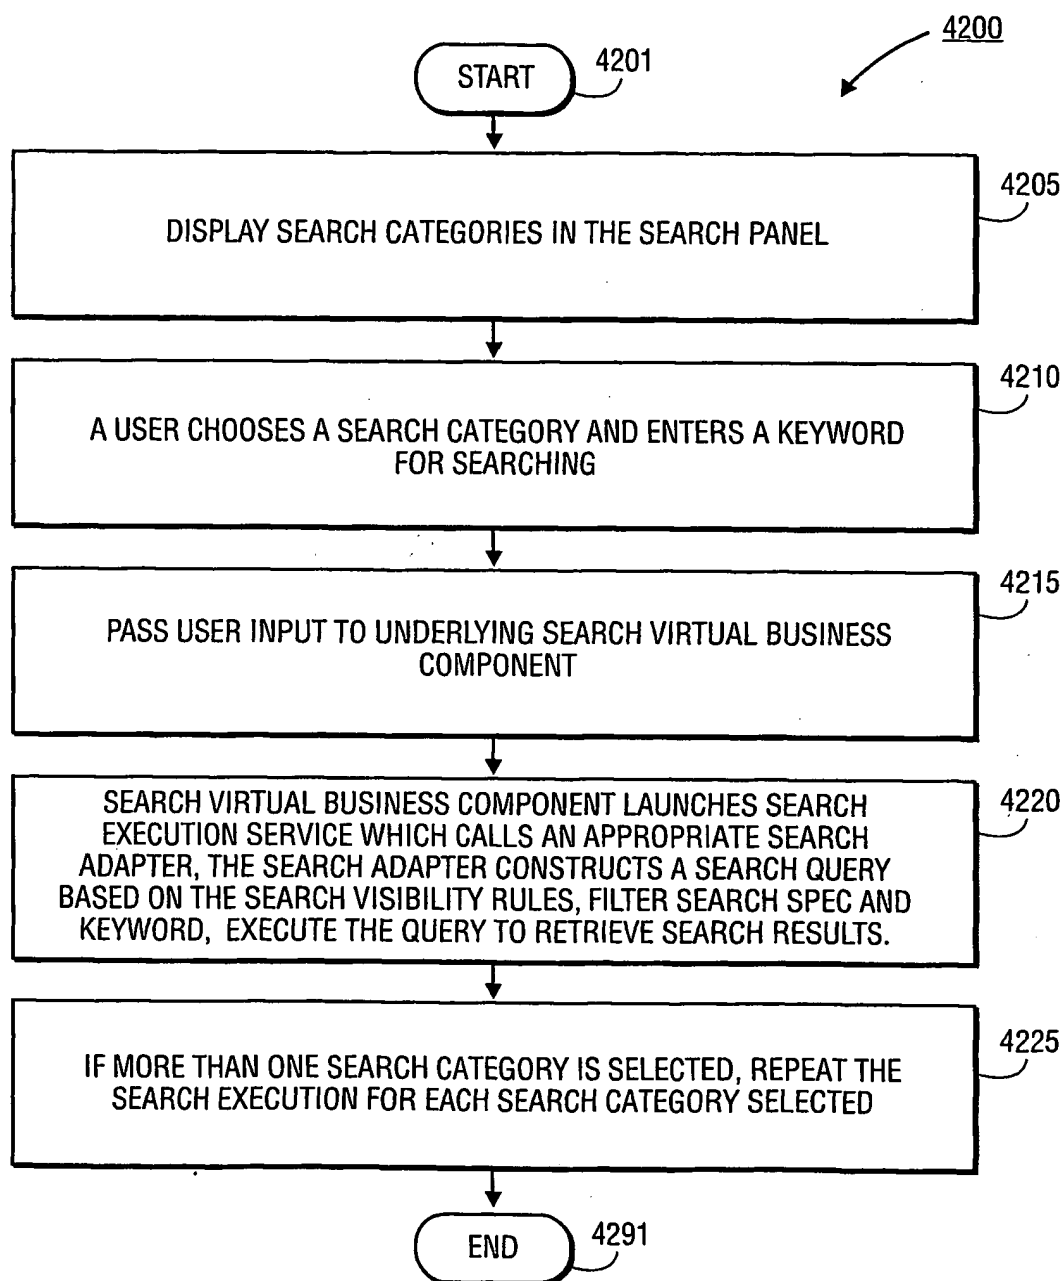 4200
START
4201
4205
DISPLAY SEARCH CATEGORIES IN THE SEARCH PANEL
4210
A USER CHOOSES A SEARCH CATEGORY AND ENTERS A KEYWORD
FOR SEARCHING
4215
PASS USER INPUT TO UNDERLYING SEARCH VIRTUAL BUSINESS
COMPONENT
4220
SEARCH VIRTUAL BUSINESS COMPONENT LAUNCHES SEARCH
EXECUTION SERVICE WHICH CALLS AN APPROPRIATE SEARCH
ADAPTER, THE SEARCH ADAPTER CONSTRUCTS A SEARCH QUERY
BASED ON THE SEARCH VISIBILITY RULES, FILTER SEARCH SPEC AND
KEYWORD, EXECUTE THE QUERY TO RETRIEVE SEARCH RESULTS.
4225
IF MORE THAN ONE SEARCH CATEGORY IS SELECTED, REPEAT THE
SEARCH EXECUTION FOR EACH SEARCH CATEGORY SELECTED
END
4291